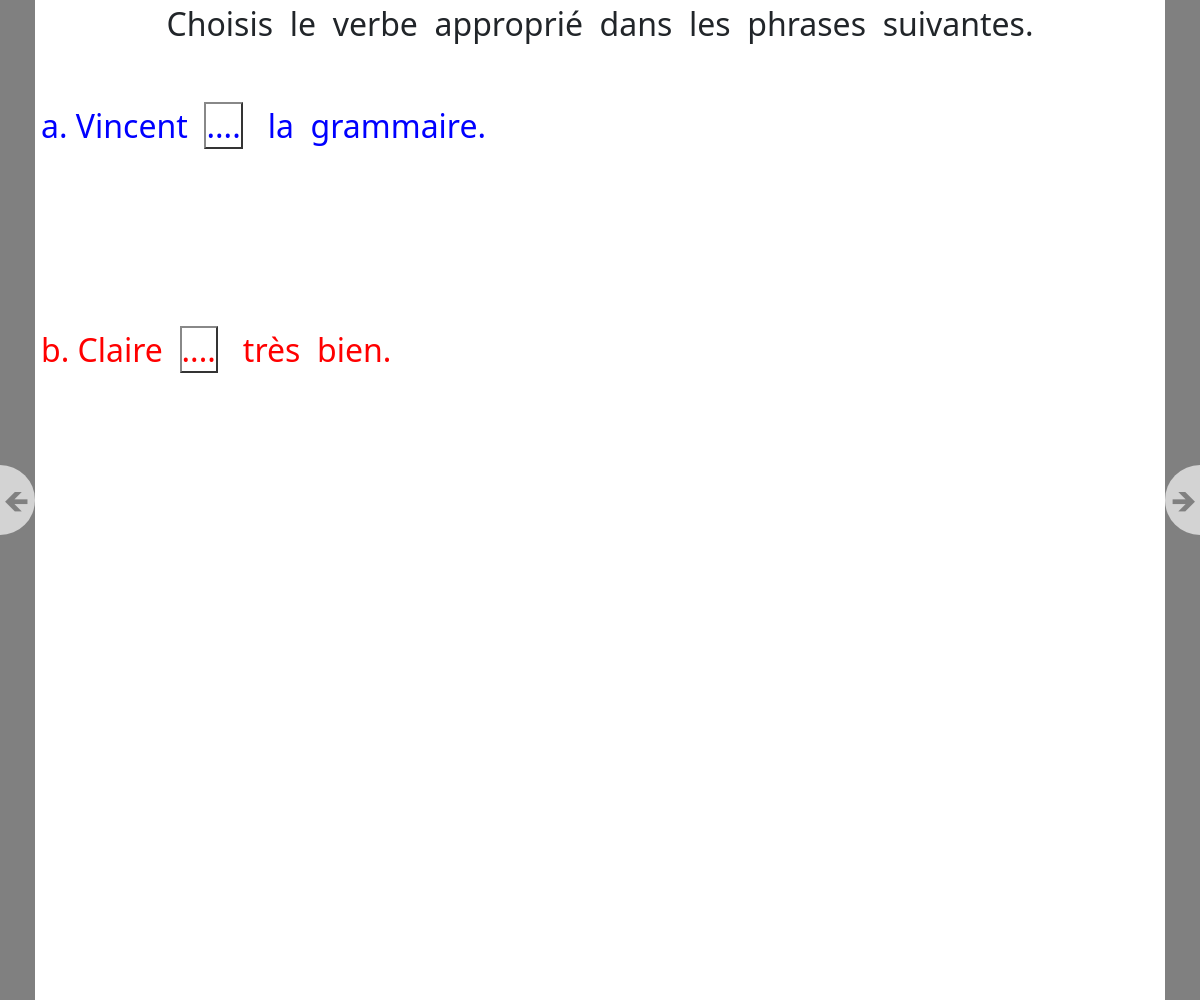 Choisis le verbe approprié dans les phrases suivantes.
a. Vincent .... la grammaire.
b. Claire .... très bien.